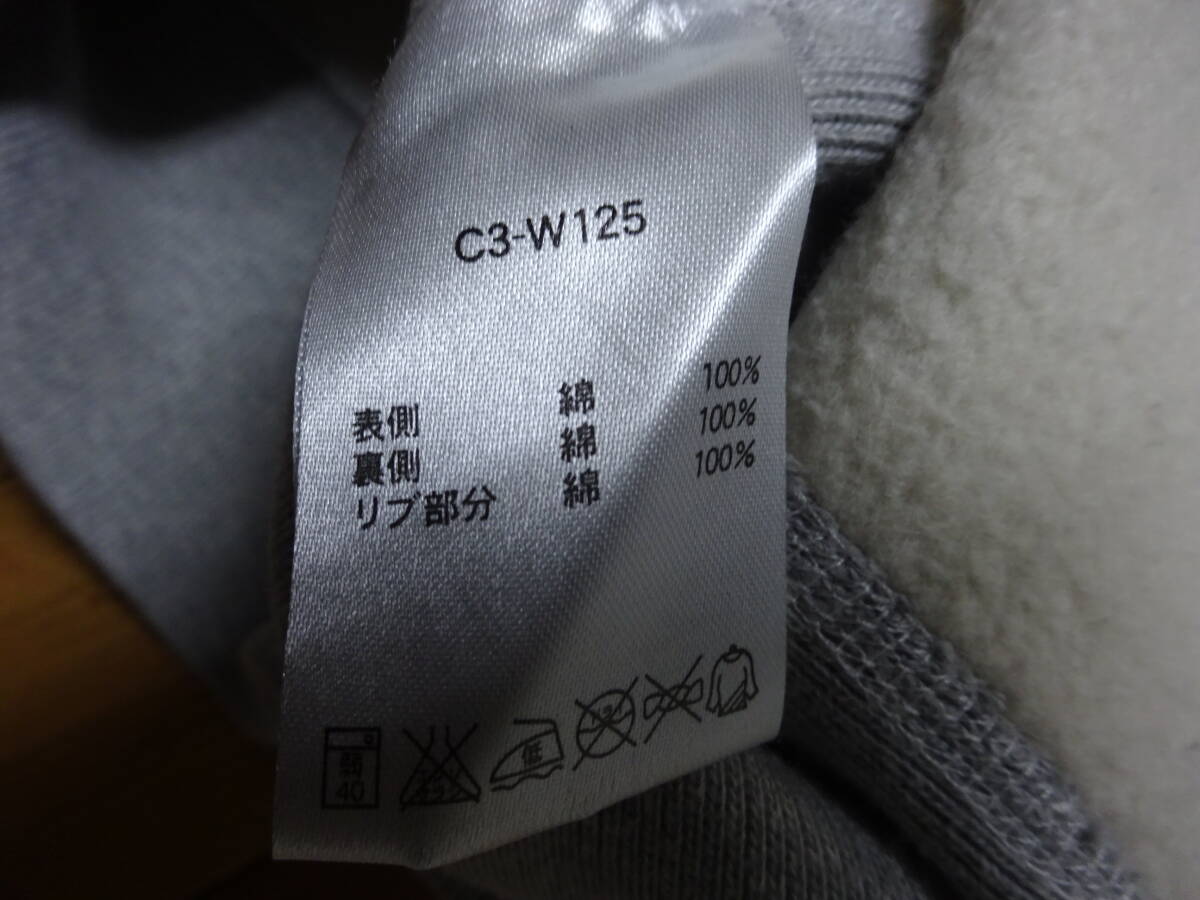 C3-W125
表側 綿 100%
裏側 綿 100%
リブ部分 綿 100%
弱
40
低